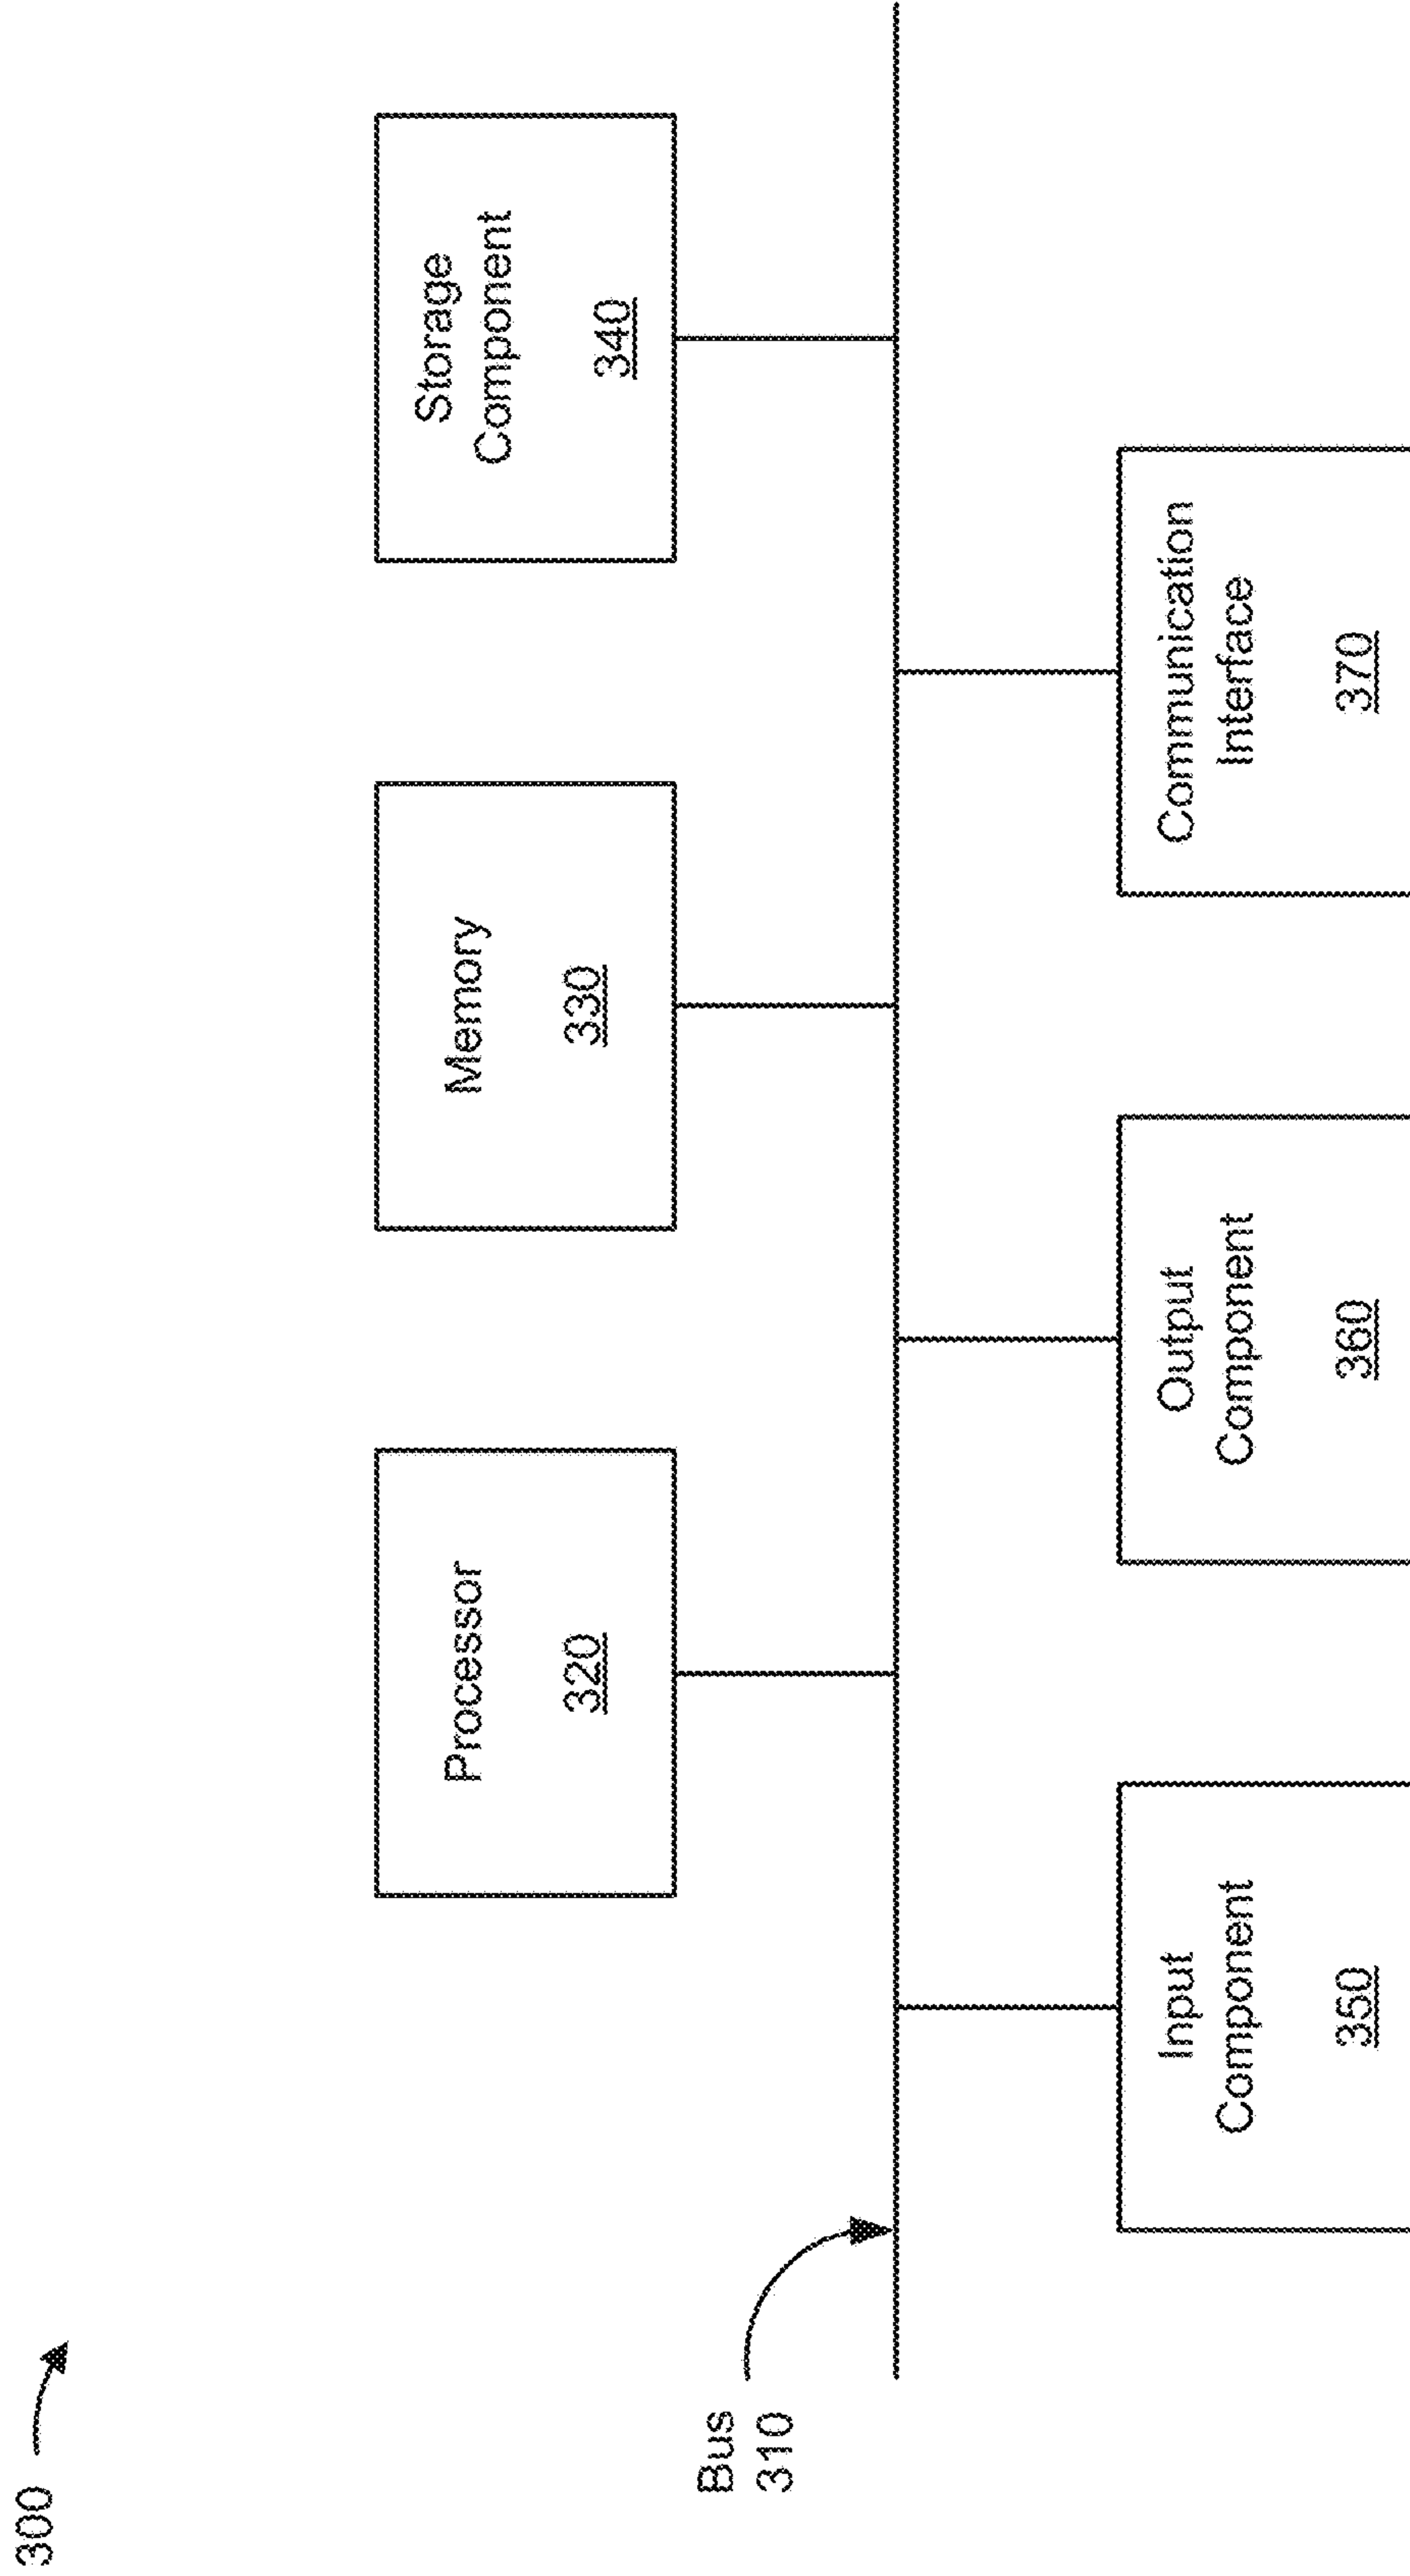 300
Processor
320
Memory
330
Storage
Component
340
Bus
310
Input
Component
350
Output
Component
360
Communication
Interface
370